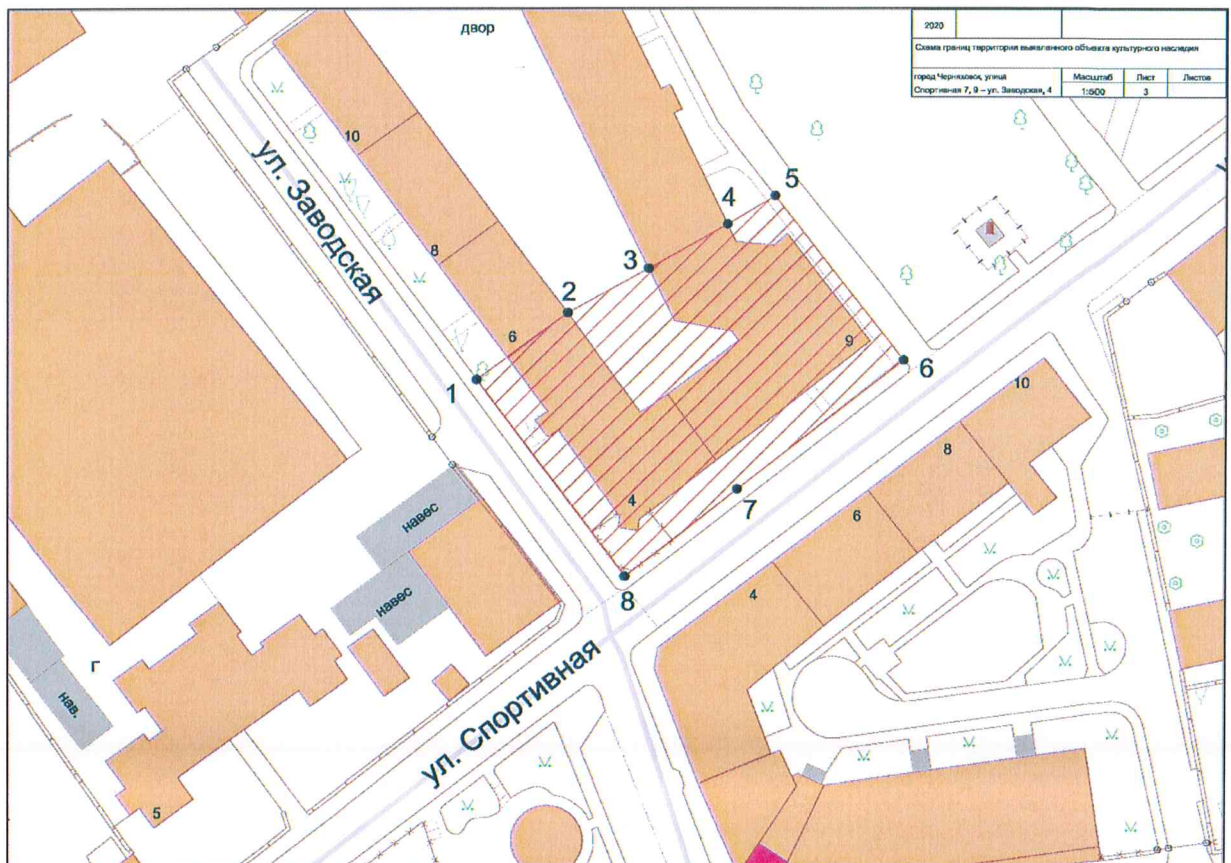 2020
Схема границ территории выявленного объекта культурного наследия
город Черняховск, улица
Спортивная 7, 9 – ул. Заводская, 4
Масштаб Лист Листов
1:500 3
двор
10
ул. Заводская
8
6
1
2
3
4
5
9
6
7
8
4
10
8
6
4
навес
навес
Г
нав.
5
ул. Спортивная